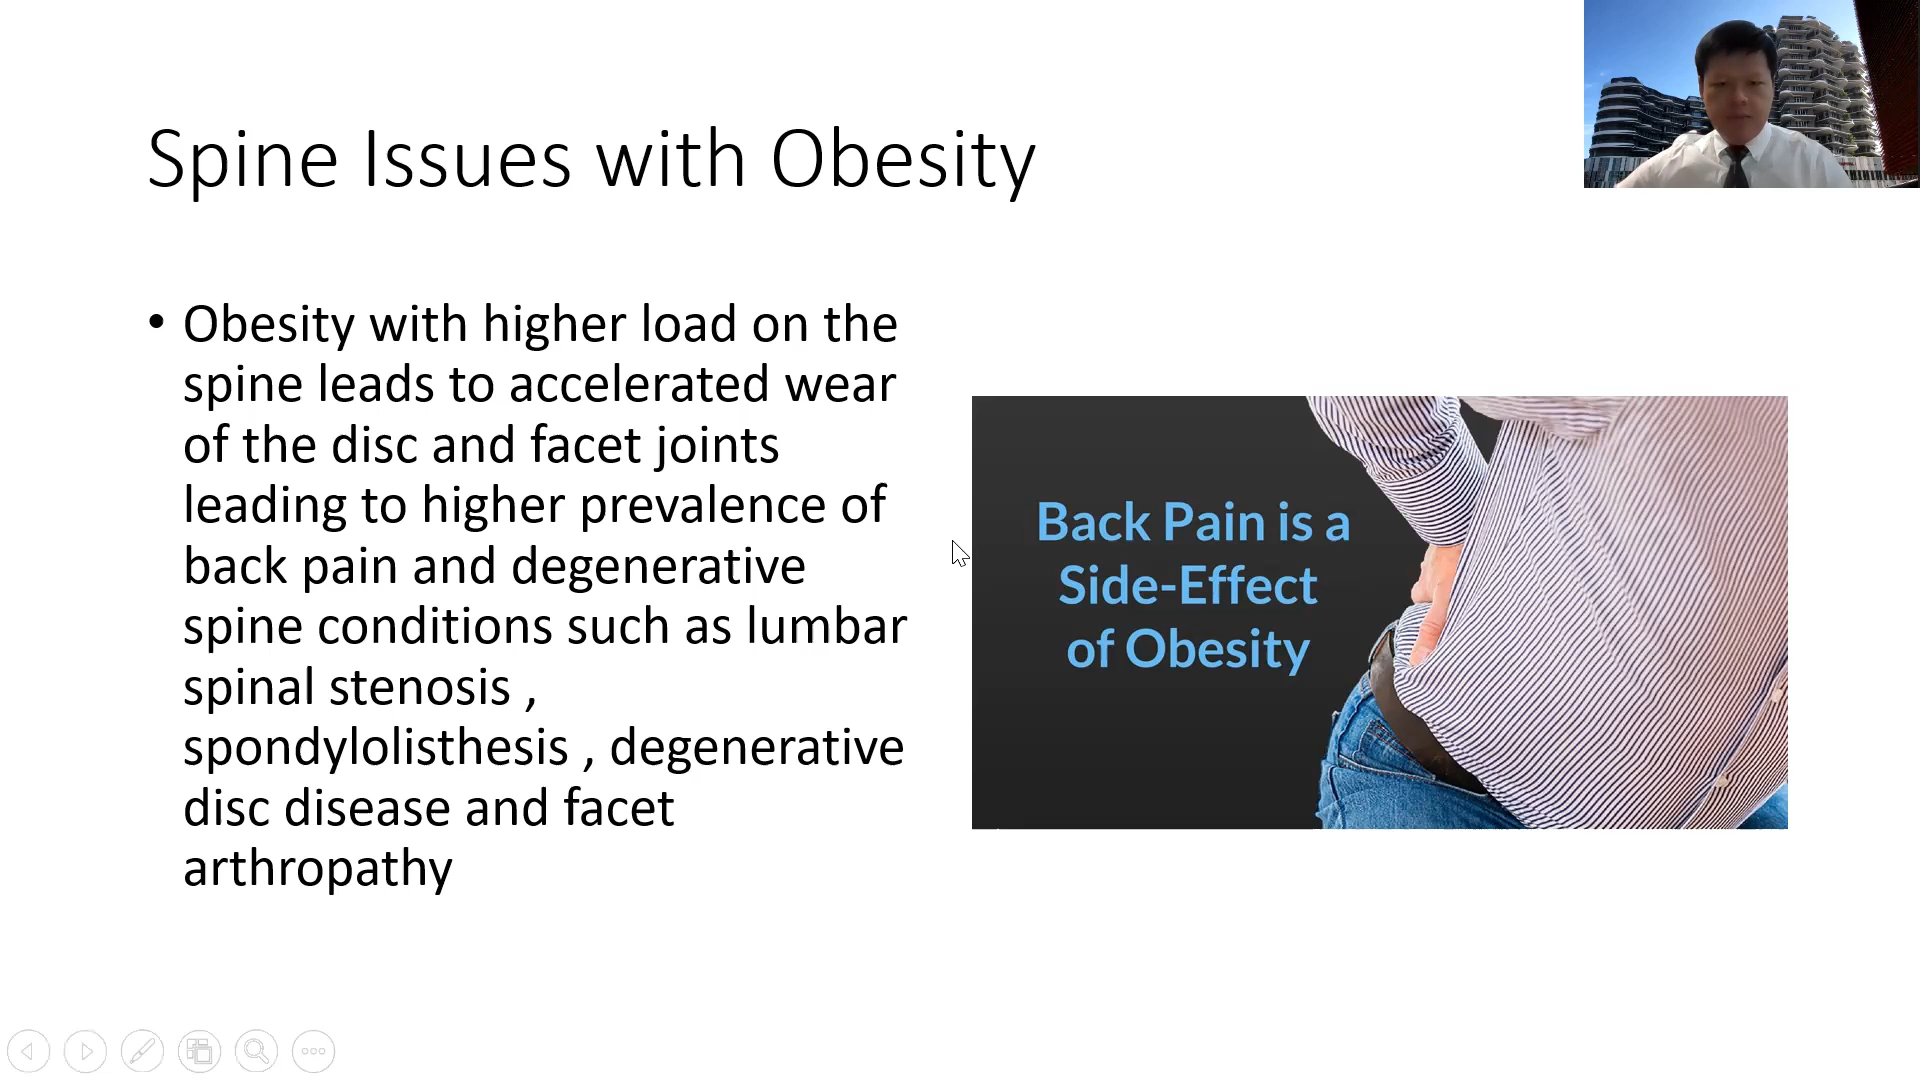 Spine Issues with Obesity
• Obesity with higher load on the
spine leads to accelerated wear
of the disc and facet joints
leading to higher prevalence of
back pain and degenerative
spine conditions such as lumbar
spinal stenosis ,
spondylolisthesis , degenerative
disc disease and facet
arthropathy
Back Pain is a
Side-Effect
of Obesity